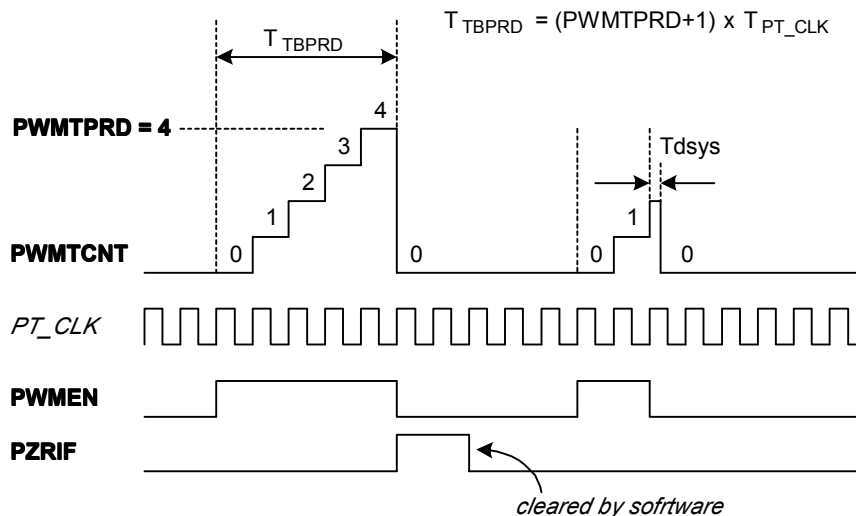 T TBPRD = (PWMTPRD+1) x T PT_CLK
T TBPRD
PWMTPRD = 4
4
3
2
1
0
0
Tdsys
1
0
0
PWMTCNT
PT_CLK
PWMEN
PZRIF
cleared by sofrtware